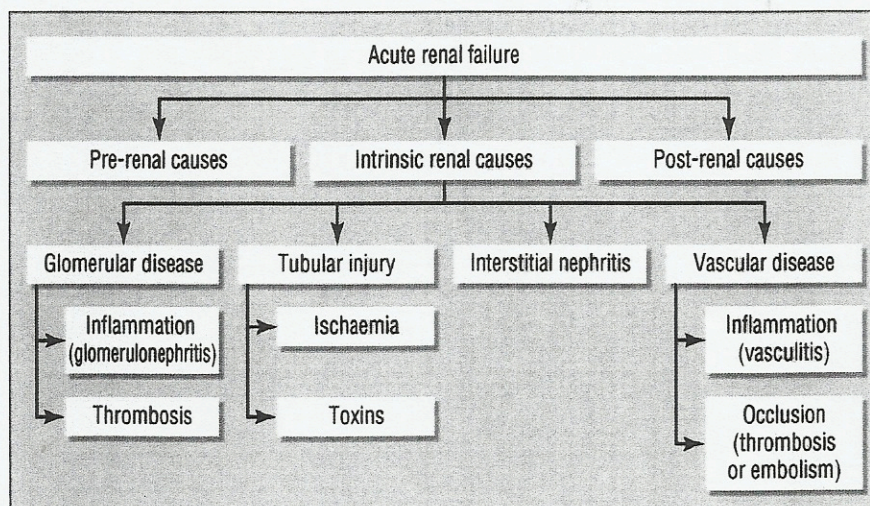 Acute renal failure
Pre-renal causes
Intrinsic renal causes
Post-renal causes
Glomerular disease
Tubular injury
Interstitial nephritis
Vascular disease
Inflammation
(glomerulonephritis)
Ischaemia
Inflammation
(vasculitis)
Thrombosis
Toxins
Occlusion
(thrombosis
or embolism)